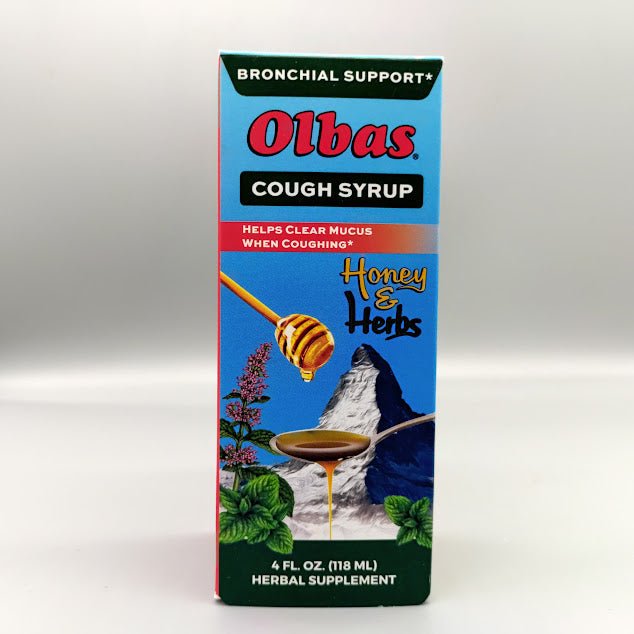 BRONCHIAL SUPPORT*
Olbas®
COUGH SYRUP
HELPS CLEAR MUCUS
WHEN COUGHING*
Honey
&
Herbs
4 FL. OZ. (118 ML)
HERBAL SUPPLEMENT